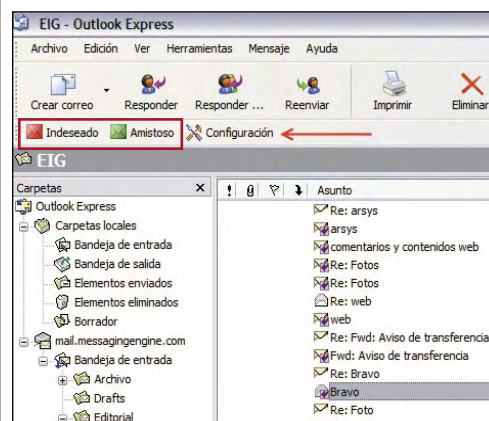 EIG - Outlook Express
Archivo Edición Ver Herramientas Mensaje Ayuda
Crear correo Responder Responder ... Reenviar Imprimir Eliminar
Indeseado Amistoso Configuración
EIG
Carpetas x ! Asunto
Outlook Express
Carpetas locales
Bandeja de entrada
Bandeja de salida
Elementos enviados
Elementos eliminados
Borrador
mail.messagingengine.com
Bandeja de entrada
Archivo
Drafts
Editorial
Re: arsys
arsys
comentarios y contenidos web
Re: Fotos
Re: Fotos
Re: web
web
Re: Fwd: Aviso de transferencia
Fwd: Aviso de transferencia
Re: Bravo
Bravo
Re: Foto